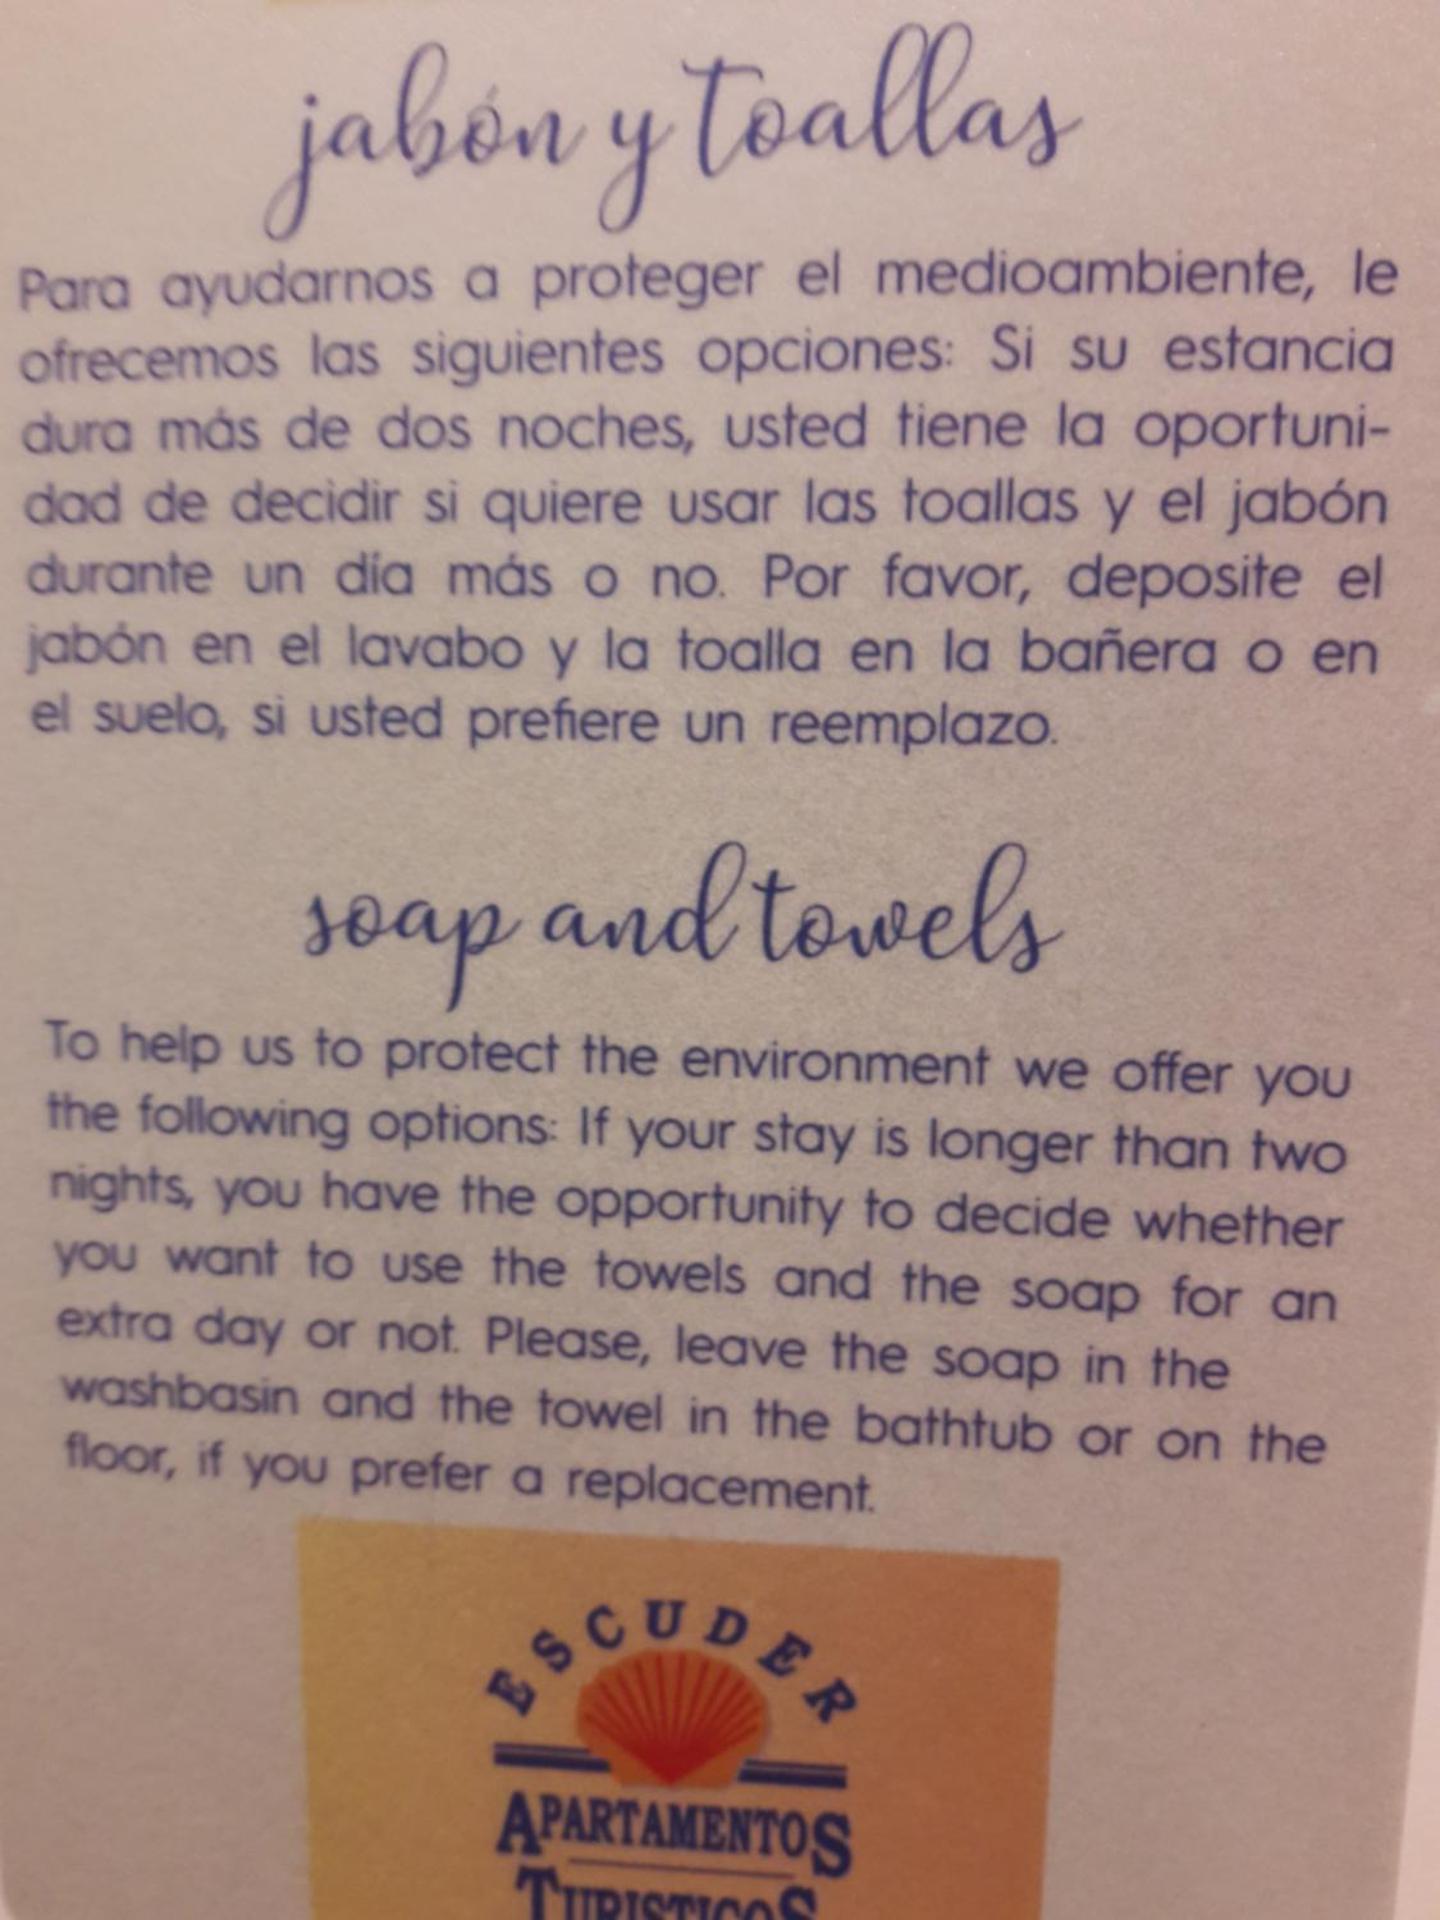 jabón y toallas
Para ayudarnos a proteger el medioambiente, le
ofrecemos las siguientes opciones: Si su estancia
dura más de dos noches, usted tiene la oportuni-
dad de decidir si quiere usar las toallas y el jabón
durante un día más o no. Por favor, deposite el
jabón en el lavabo y la toalla en la bañera o en
el suelo, si usted prefiere un reemplazo.
soap and towels
To help us to protect the environment we offer you
the following options: If your stay is longer than two
nights, you have the opportunity to decide whether
you want to use the towels and the soap for an
extra day or not. Please, leave the soap in the
washbasin and the towel in the bathtub or on the
floor, if you prefer a replacement.
ESCUDER
APARTAMENTOS
TURISTICOS